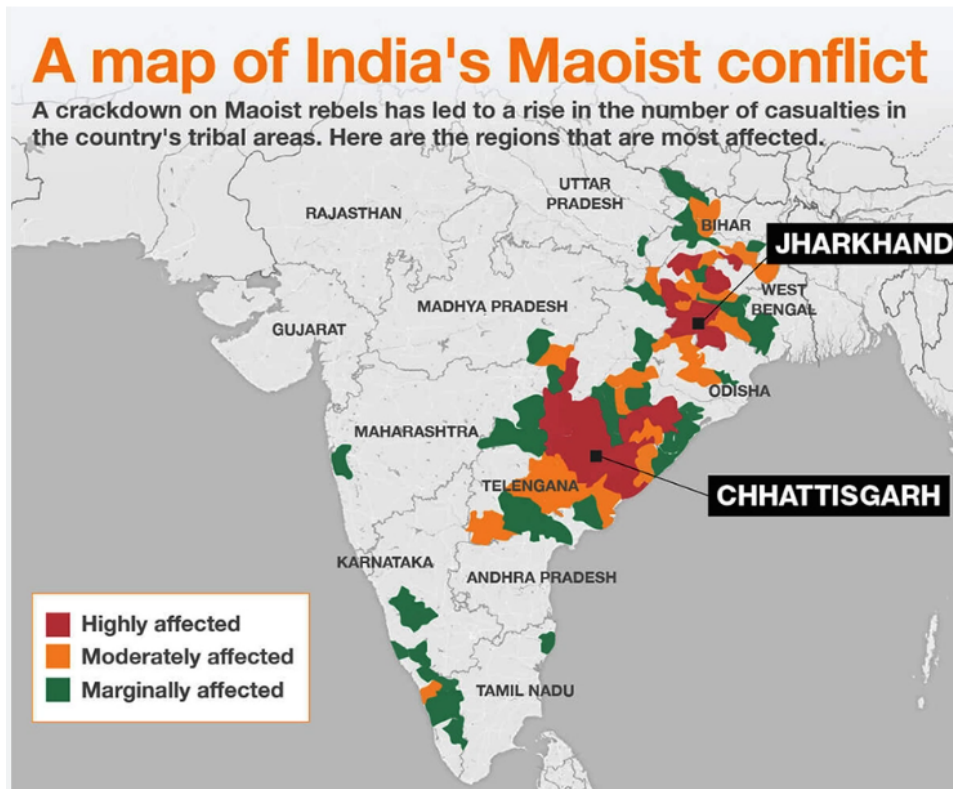 A map of India's Maoist conflict
A crackdown on Maoist rebels has led to a rise in the number of casualties in
the country's tribal areas. Here are the regions that are most affected.
UTTAR
PRADESH
RAJASTHAN
BIHAR
JHARKHAND
WEST
BENGAL
MADHYA PRADESH
GUJARAT
ODISHA
MAHARASHTRA
TELENGANA
CHHATTISGARH
KARNATAKA
ANDHRA PRADESH
Highly affected
Moderately affected
Marginally affected
TAMIL NADU